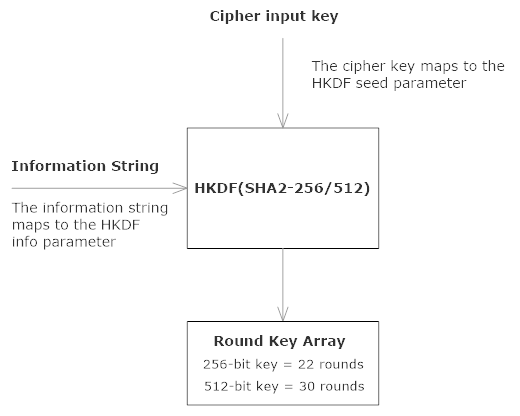 Cipher input key
The cipher key maps to the
HKDF seed parameter
Information String
HKDF(SHA2-256/512)
The information string
maps to the HKDF
info parameter
Round Key Array
256-bit key = 22 rounds
512-bit key = 30 rounds